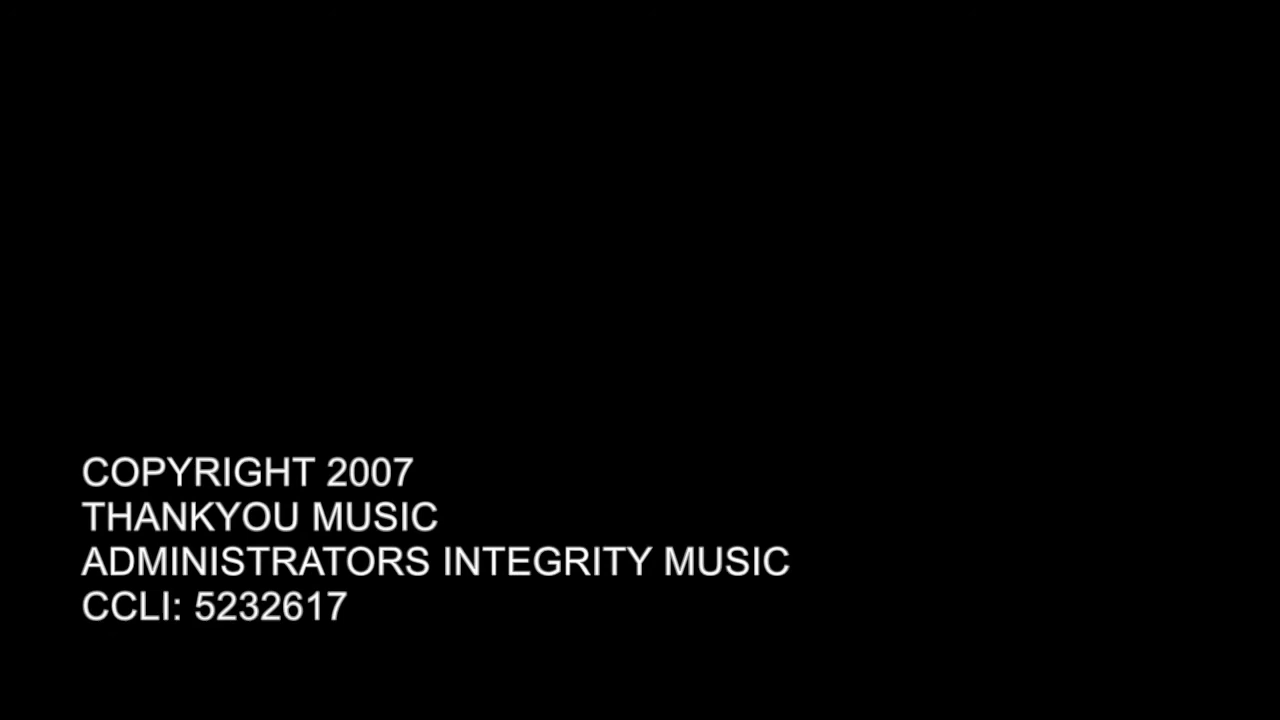 COPYRIGHT 2007
THANKYOU MUSIC
ADMINISTRATORS INTEGRITY MUSIC
CCLI: 5232617